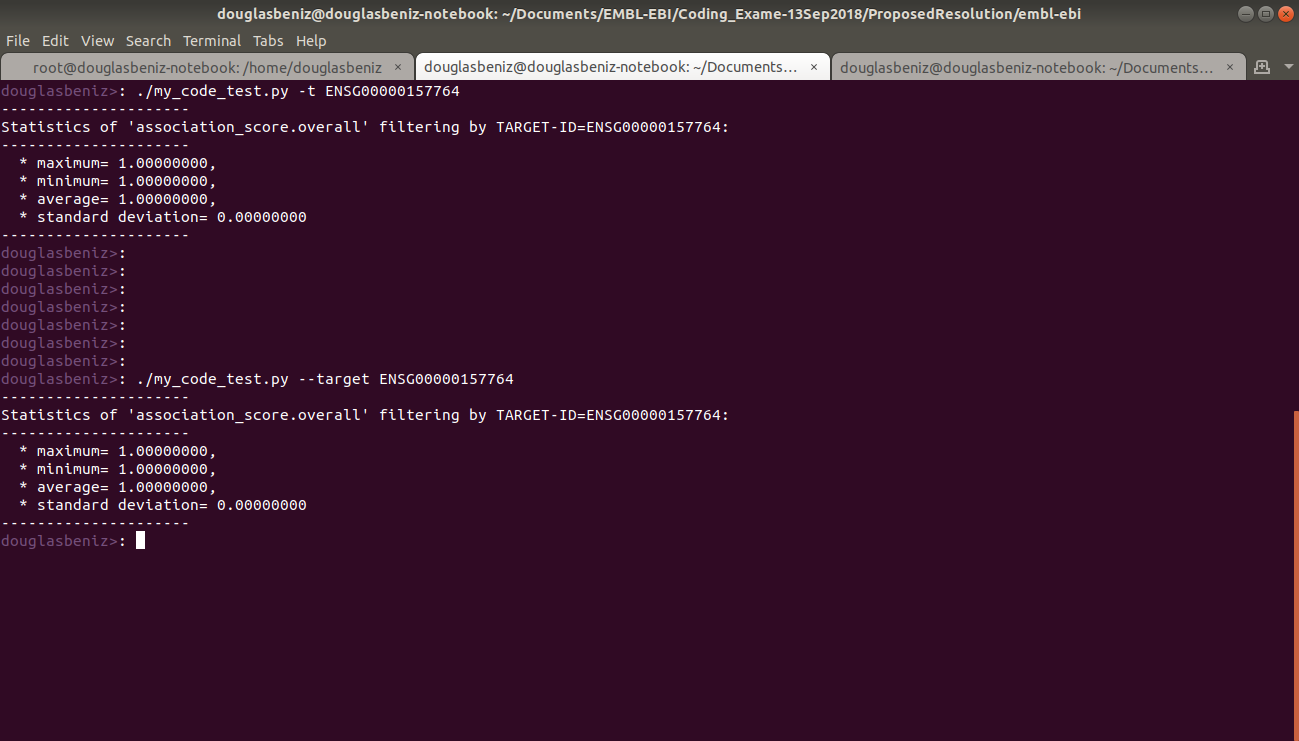 douglasbeniz@douglasbeniz-notebook: ~/Documents/EMBL-EBI/Coding_Exame-13Sep2018/ProposedResolution/embl-ebi
File Edit View Search Terminal Tabs Help
root@douglasbeniz-notebook: /home/douglasbeniz × douglasbeniz@douglasbeniz-notebook: ~/Documents... × douglasbeniz@douglasbeniz-notebook: ~/Documents... ×
douglasbeniz>: ./my_code_test.py -t ENSG00000157764
---------------------
Statistics of 'association_score.overall' filtering by TARGET-ID=ENSG00000157764:
---------------------
  * maximum= 1.00000000,
  * minimum= 1.00000000,
  * average= 1.00000000,
  * standard deviation= 0.00000000
---------------------
douglasbeniz>:
douglasbeniz>:
douglasbeniz>:
douglasbeniz>:
douglasbeniz>:
douglasbeniz>:
douglasbeniz>:
douglasbeniz>: ./my_code_test.py --target ENSG00000157764
---------------------
Statistics of 'association_score.overall' filtering by TARGET-ID=ENSG00000157764:
---------------------
  * maximum= 1.00000000,
  * minimum= 1.00000000,
  * average= 1.00000000,
  * standard deviation= 0.00000000
---------------------
douglasbeniz>: